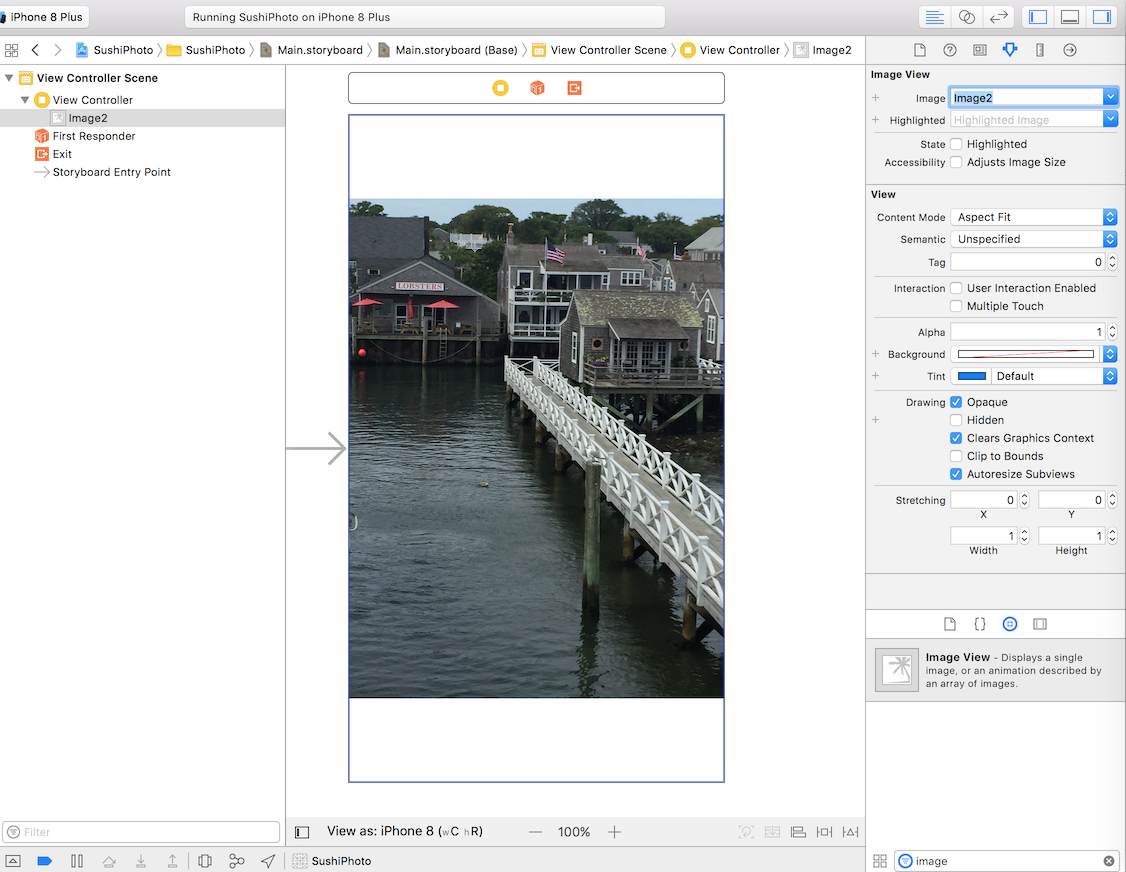 iPhone 8 Plus
Running SushiPhoto on iPhone 8 Plus
SushiPhoto
SushiPhoto
Main.storyboard
Main.storyboard (Base)
View Controller Scene
View Controller
Image2
View Controller Scene
View Controller
Image2
First Responder
Exit
Storyboard Entry Point
LOBSTERS
Image View
Image Image2
Highlighted Highlighted Image
State Highlighted
Accessibility Adjusts Image Size
View
Content Mode Aspect Fit
Semantic Unspecified
Tag 0
Interaction User Interaction Enabled
Multiple Touch
Alpha 1
Background
Tint Default
Drawing Opaque
Hidden
Clears Graphics Context
Clip to Bounds
Autoresize Subviews
Stretching 0 0
X Y
1 1
Width Height
{}
Image View - Displays a single
image, or an animation described by
an array of images.
Filter
View as: iPhone 8 (wC hR)
100%
SushiPhoto
image